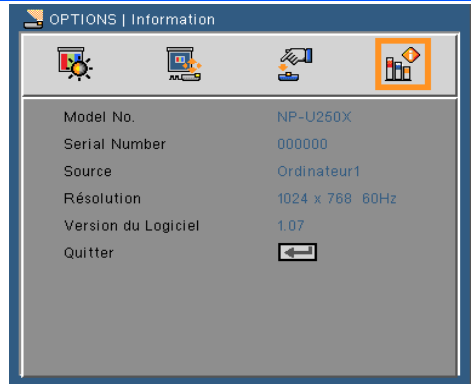 OPTIONS | Information
Model No. NP-U250X
Serial Number 000000
Source Ordinateur1
Résolution 1024 x 768 60Hz
Version du Logiciel 1.07
Quitter